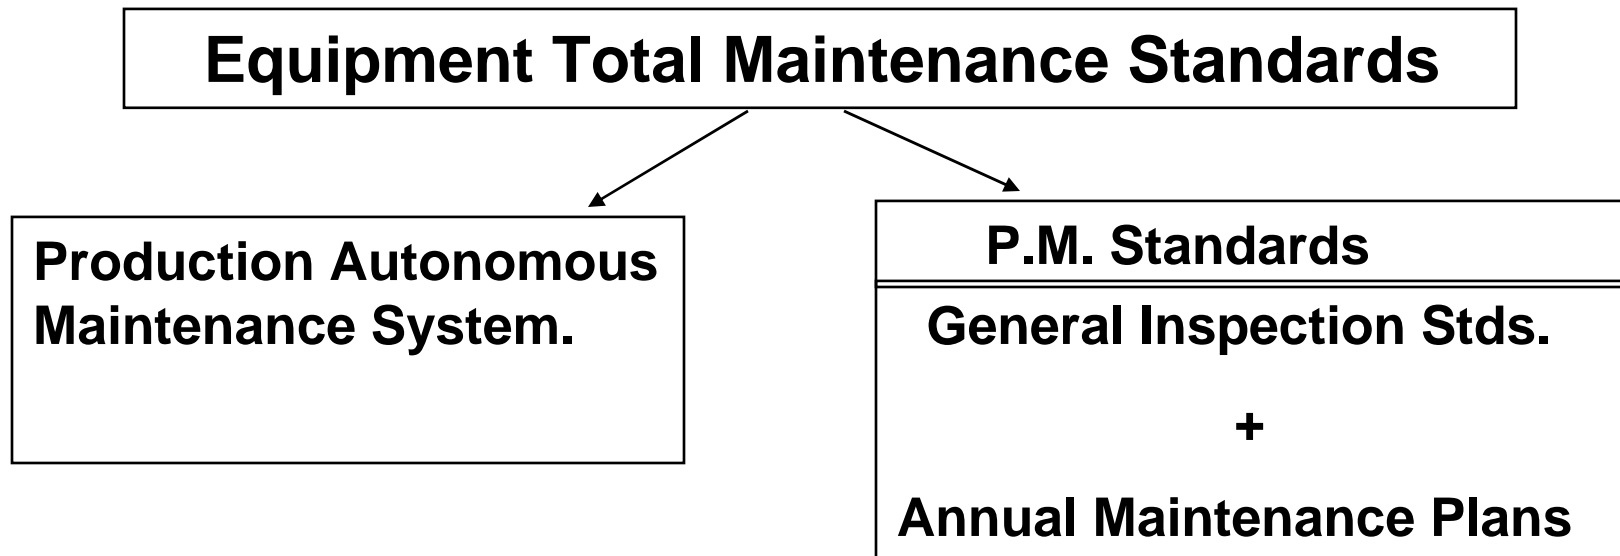 Equipment Total Maintenance Standards
Production Autonomous
Maintenance System.
P.M. Standards
General Inspection Stds.
+
Annual Maintenance Plans